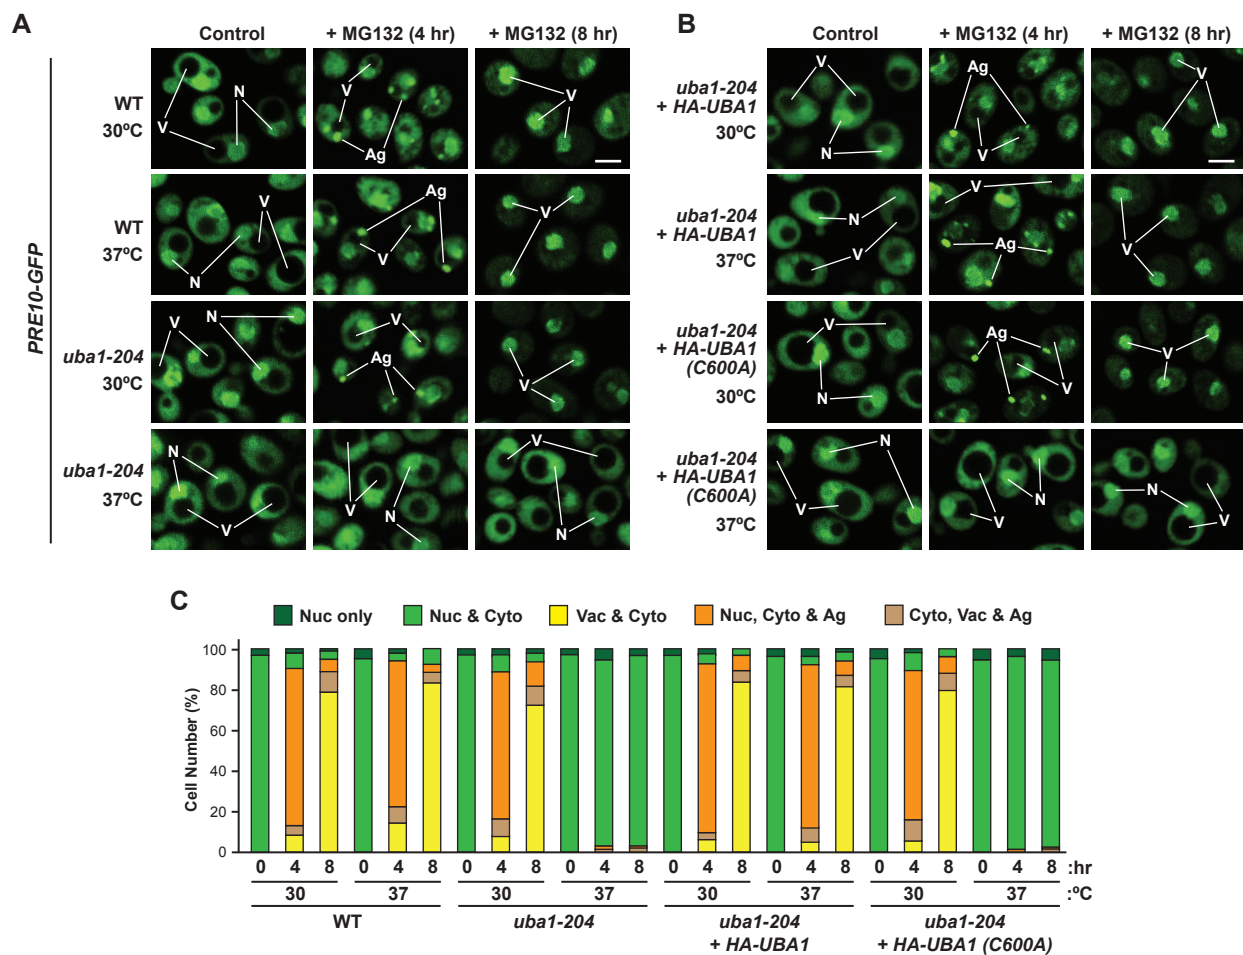 A
Control
+ MG132 (4 hr)
+ MG132 (8 hr)
PRE10-GFP
WT
30ºC
V
N
V
Ag
V
WT
37ºC
V
N
Ag
V
V
uba1-204
30ºC
V
N
V
Ag
V
uba1-204
37ºC
N
V
V
N
V
N
B
Control
+ MG132 (4 hr)
+ MG132 (8 hr)
uba1-204
+ HA-UBA1
30ºC
V
N
Ag
V
V
uba1-204
+ HA-UBA1
37ºC
N
V
V
Ag
V
uba1-204
+ HA-UBA1
(C600A)
30ºC
V
N
Ag
V
V
uba1-204
+ HA-UBA1
(C600A)
37ºC
N
V
N
V
N
V
C
Nuc only
Nuc & Cyto
Vac & Cyto
Nuc, Cyto & Ag
Cyto, Vac & Ag
Cell Number (%)
100
80
60
40
20
0
0 4 8 0 4 8 0 4 8 0 4 8 0 4 8 0 4 8 0 4 8 0 4 8 :hr
30 37 30 37 30 37 30 37 :ºC
WT
uba1-204
uba1-204
+ HA-UBA1
uba1-204
+ HA-UBA1 (C600A)